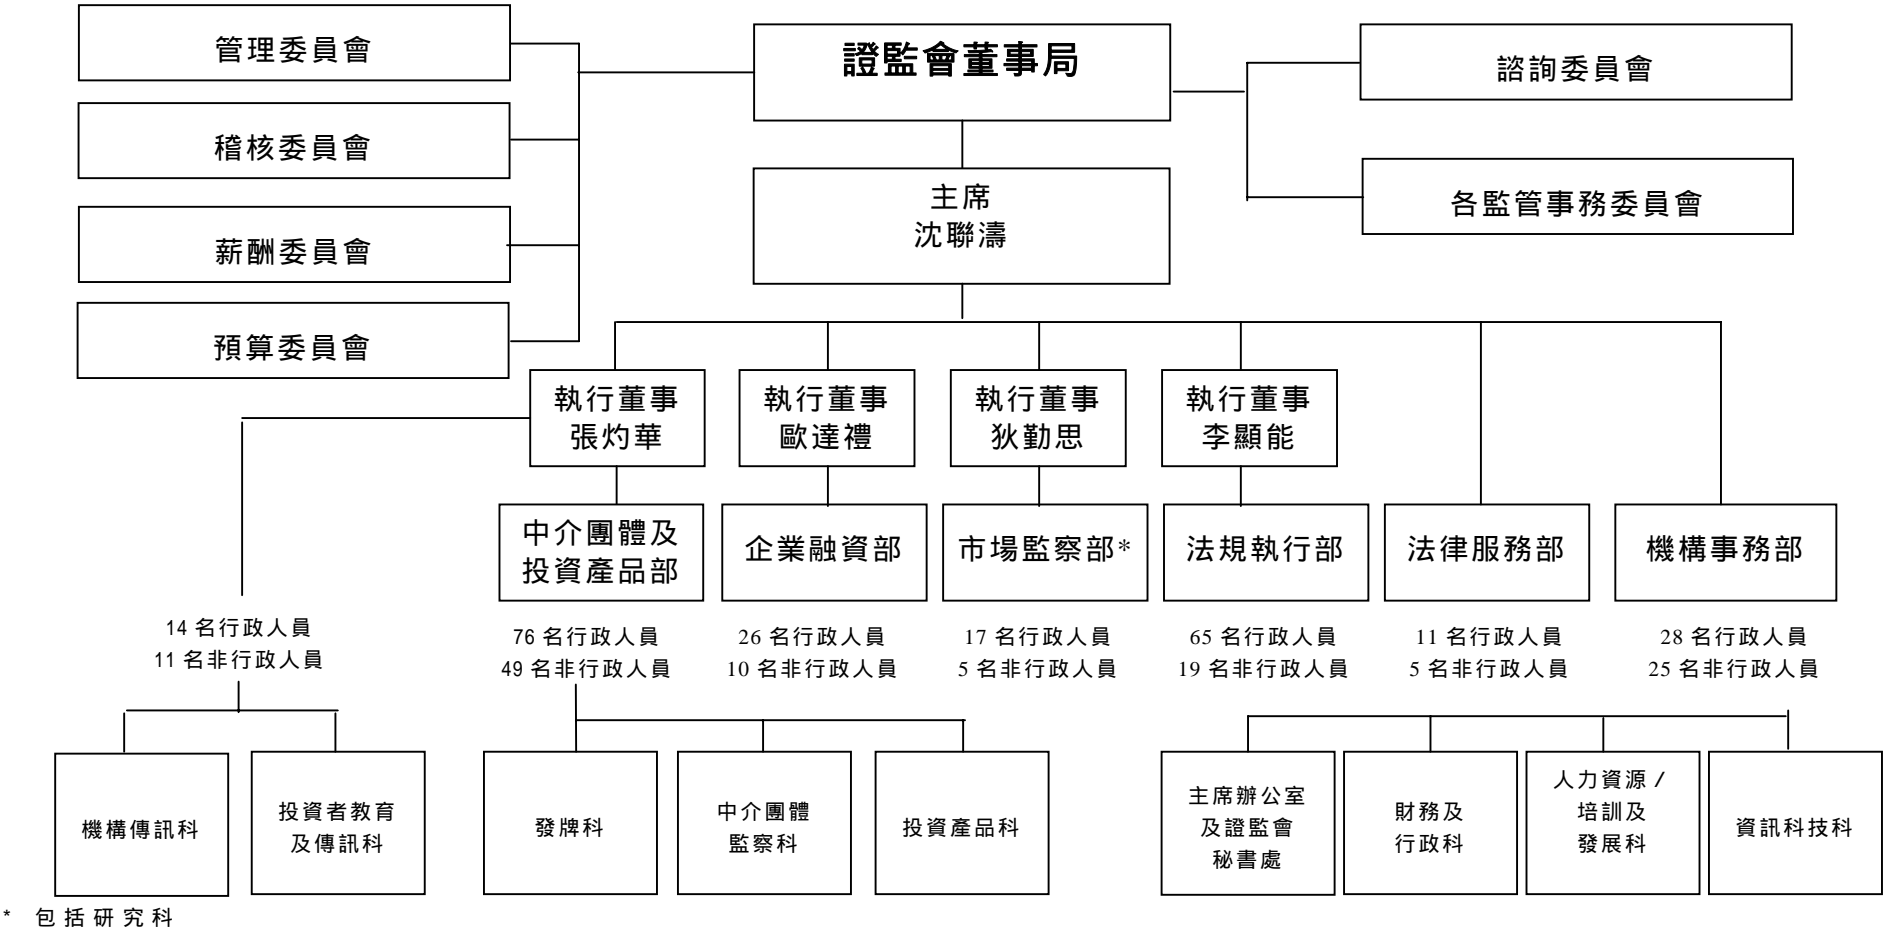 管理委員會
稽核委員會
薪酬委員會
預算委員會
證監會董事局
諮詢委員會
各監管事務委員會
主席
沈聯濤
執行董事
張灼華
執行董事
歐達禮
執行董事
狄勤思
執行董事
李顯能
中介團體及
投資產品部
企業融資部
市場監察部*
法規執行部
法律服務部
機構事務部
14 名行政人員
11 名非行政人員
76 名行政人員
49 名非行政人員
26 名行政人員
10 名非行政人員
17 名行政人員
5 名非行政人員
65 名行政人員
19 名非行政人員
11 名行政人員
5 名非行政人員
28 名行政人員
25 名非行政人員
機構傳訊科
投資者教育
及傳訊科
發牌科
中介團體
監察科
投資產品科
主席辦公室
及證監會
秘書處
財務及
行政科
人力資源 /
培訓及
發展科
資訊科技科
* 包括研究科